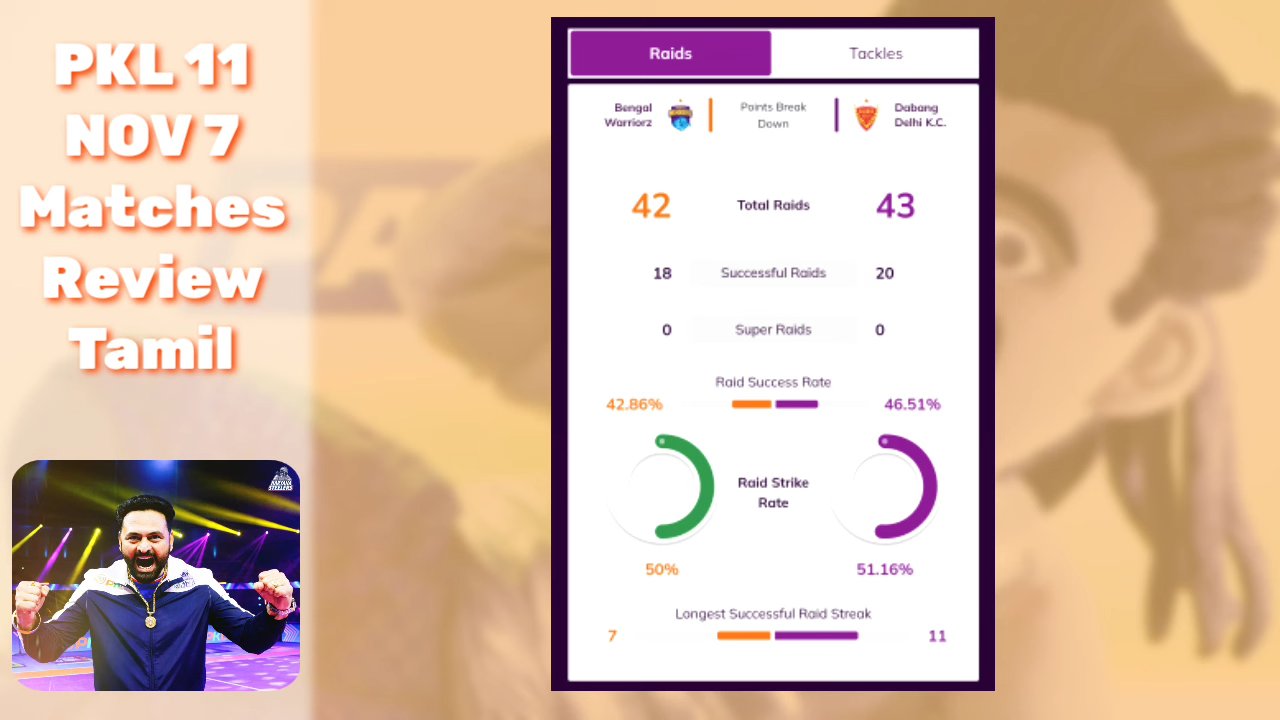 PKL 11
NOV 7
Matches
Review
Tamil
HARYANA
STEELERS
Raids
Tackles
Bengal
Warriorz
Points Break
Down
Dabang
Delhi K.C.
42
Total Raids
43
18
Successful Raids
20
0
Super Raids
0
Raid Success Rate
42.86%
46.51%
Raid Strike
Rate
50%
51.16%
Longest Successful Raid Streak
7
11